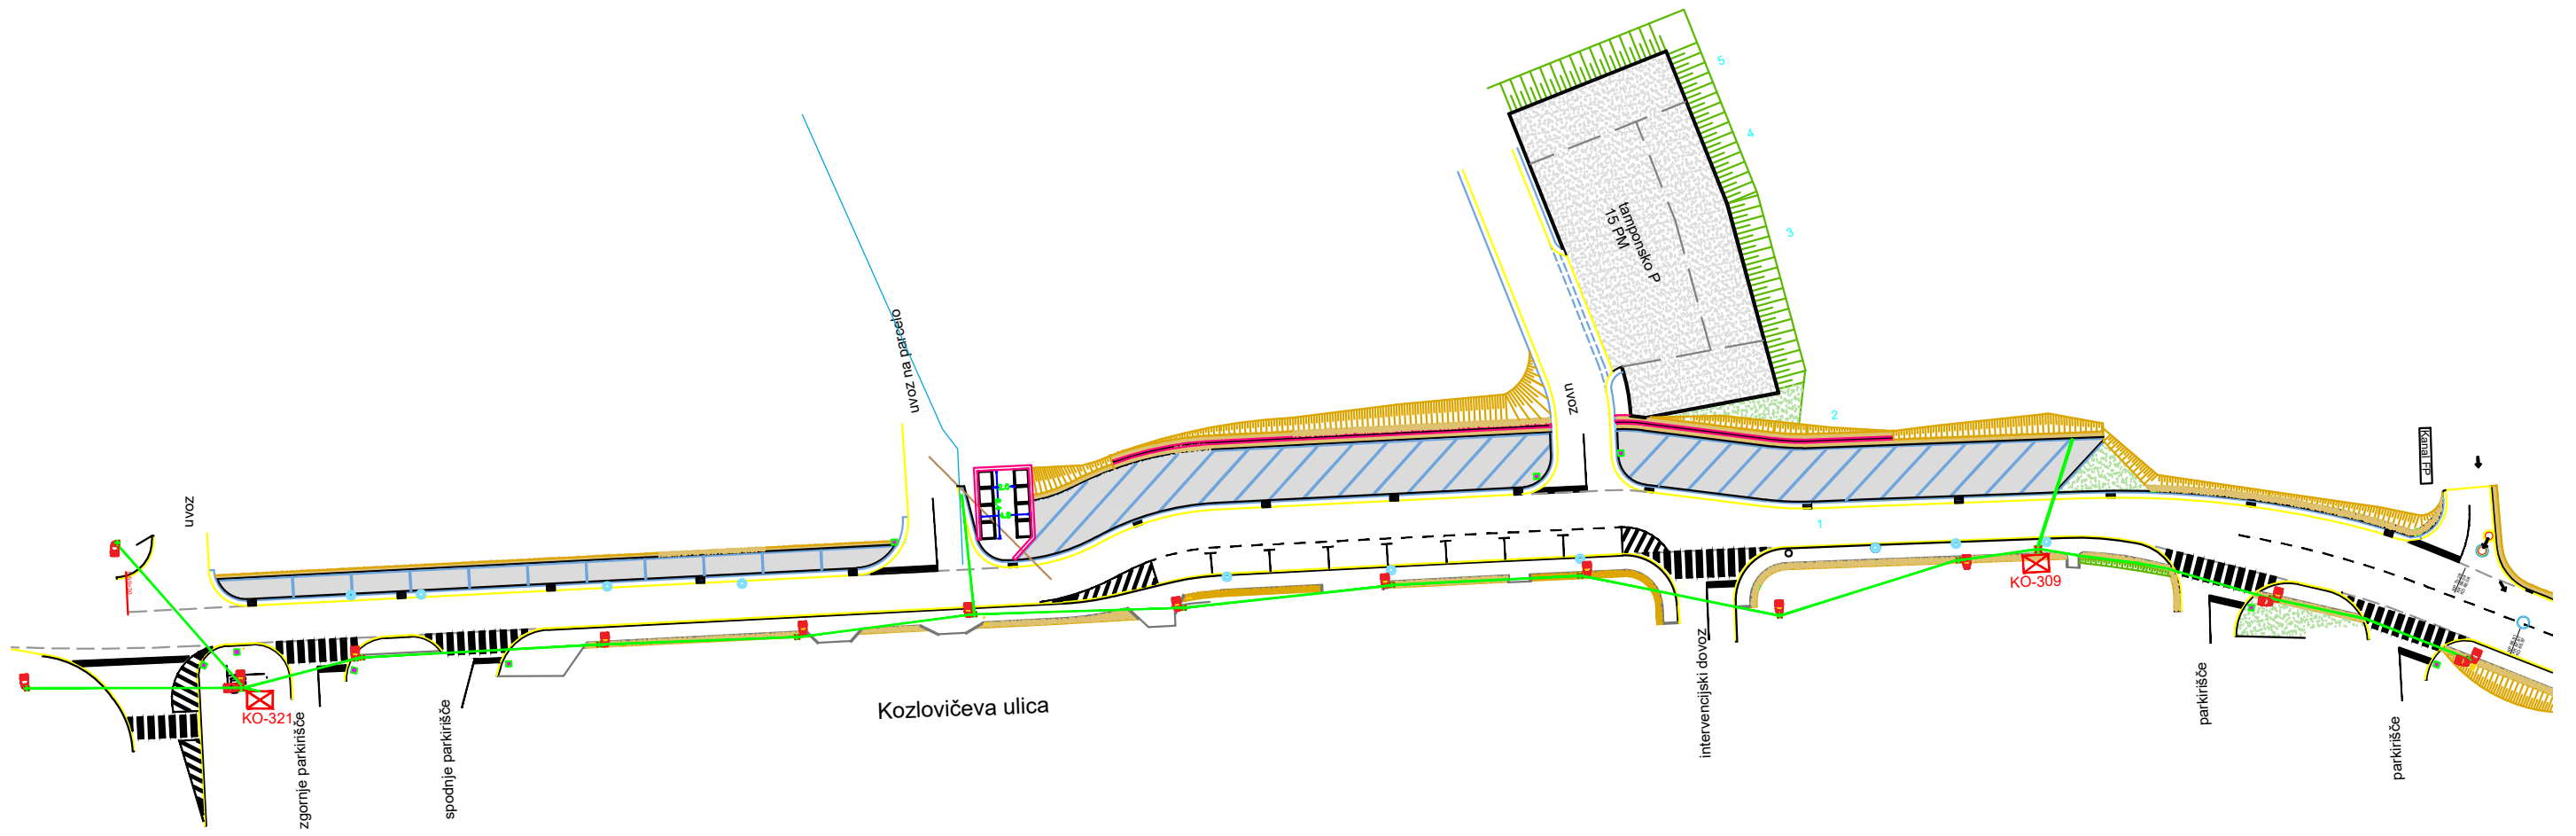 5
4
3
2
1
tamponsko P
15 PM
uvoz na parcelo
uvoz
uvoz
Kanal FP
KO-309
KO-321
Kozlovičeva ulica
zgornje parkirišče
spodnje parkirišče
intervencijski dovoz
parkirišče
parkirišče